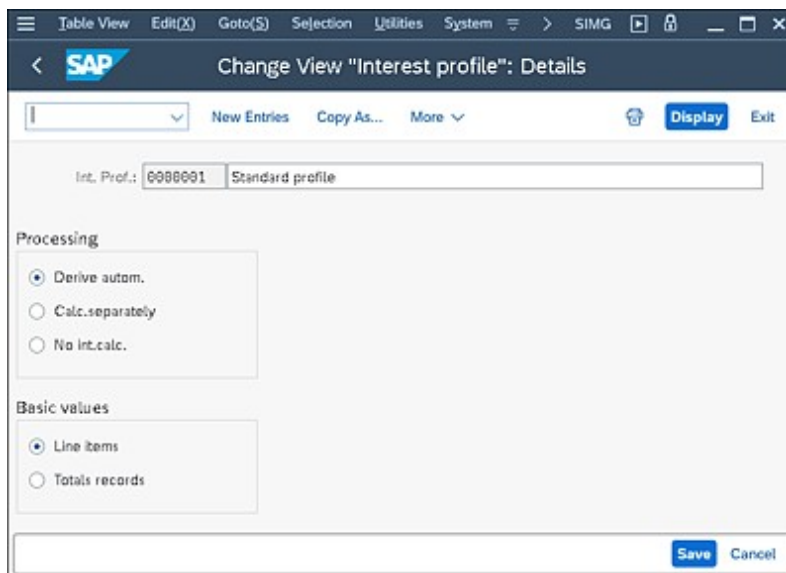 Table View Edit(X) Goto(S) Selection Utilities System SIMG
SAP Change View "Interest profile": Details
New Entries Copy As... More Display Exit
Int. Prof.: 0000001 Standard profile
Processing
Derive autom.
Calc.separately
No int.calc.
Basic values
Line items
Totals records
Save Cancel